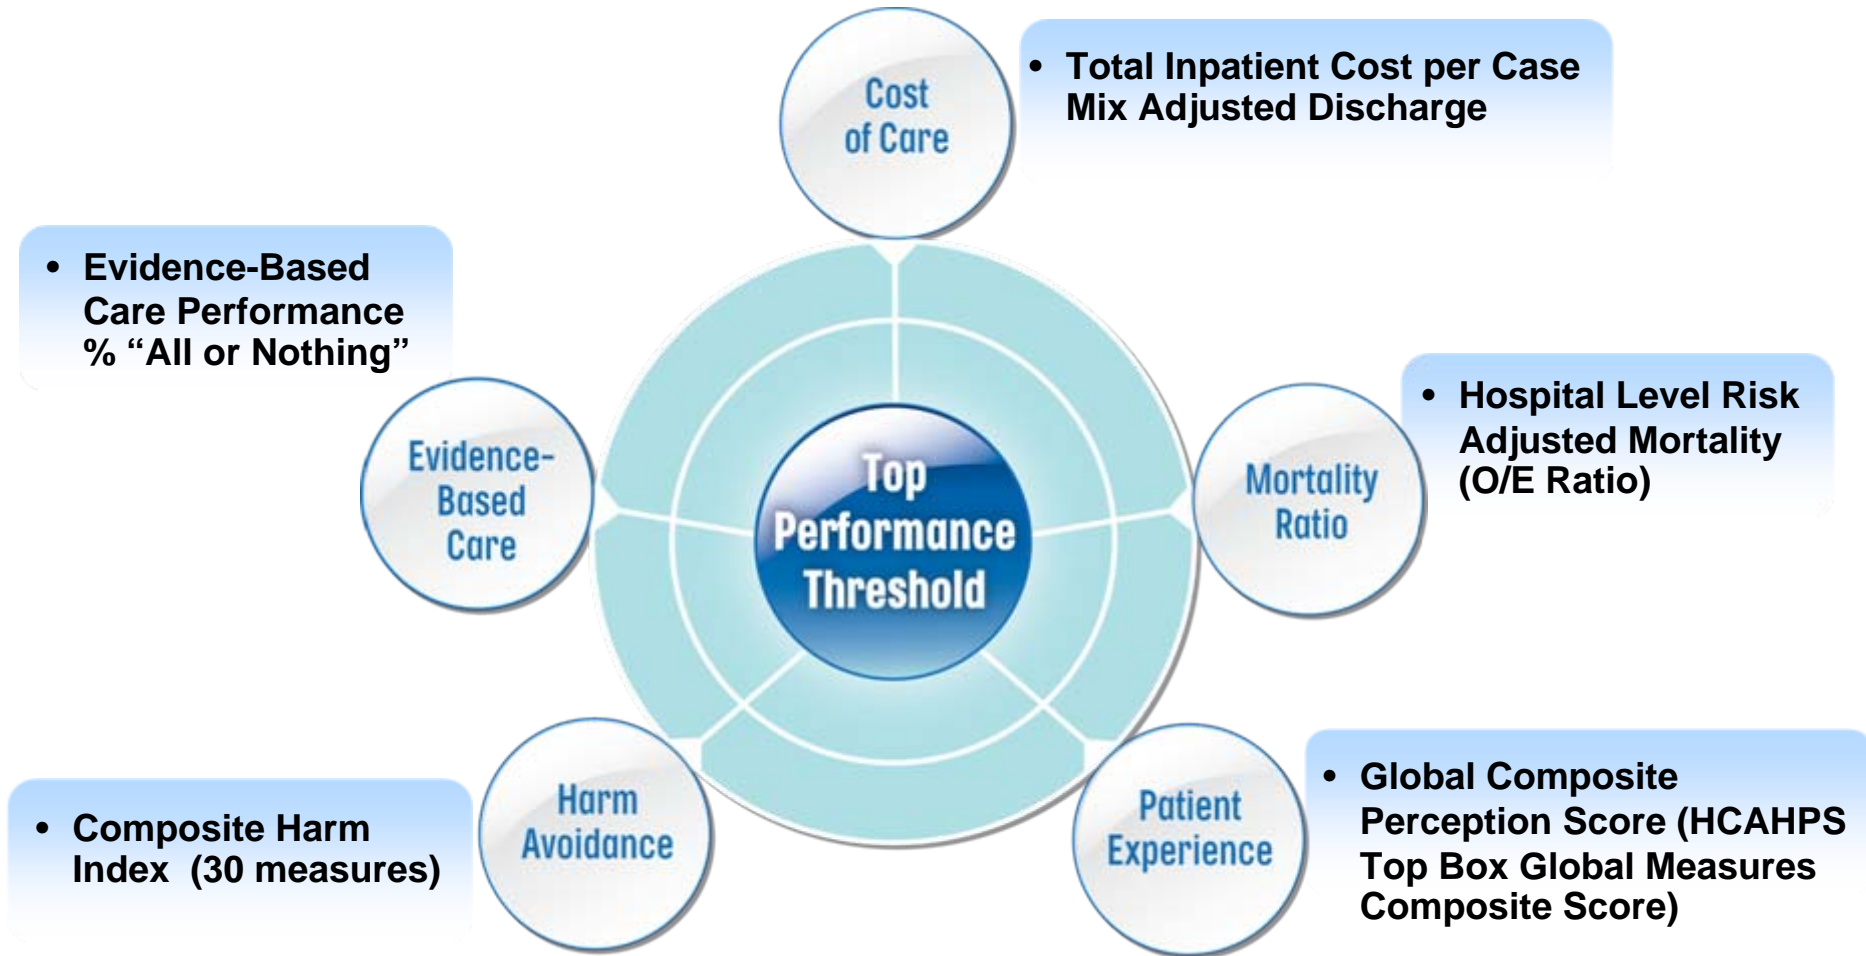 Cost
of Care
• Total Inpatient Cost per Case
Mix Adjusted Discharge
• Evidence-Based
Care Performance
% “All or Nothing”
Evidence-
Based
Care
Top
Performance
Threshold
Mortality
Ratio
• Hospital Level Risk
Adjusted Mortality
(O/E Ratio)
• Composite Harm
Index (30 measures)
Harm
Avoidance
Patient
Experience
• Global Composite
Perception Score (HCAHPS
Top Box Global Measures
Composite Score)